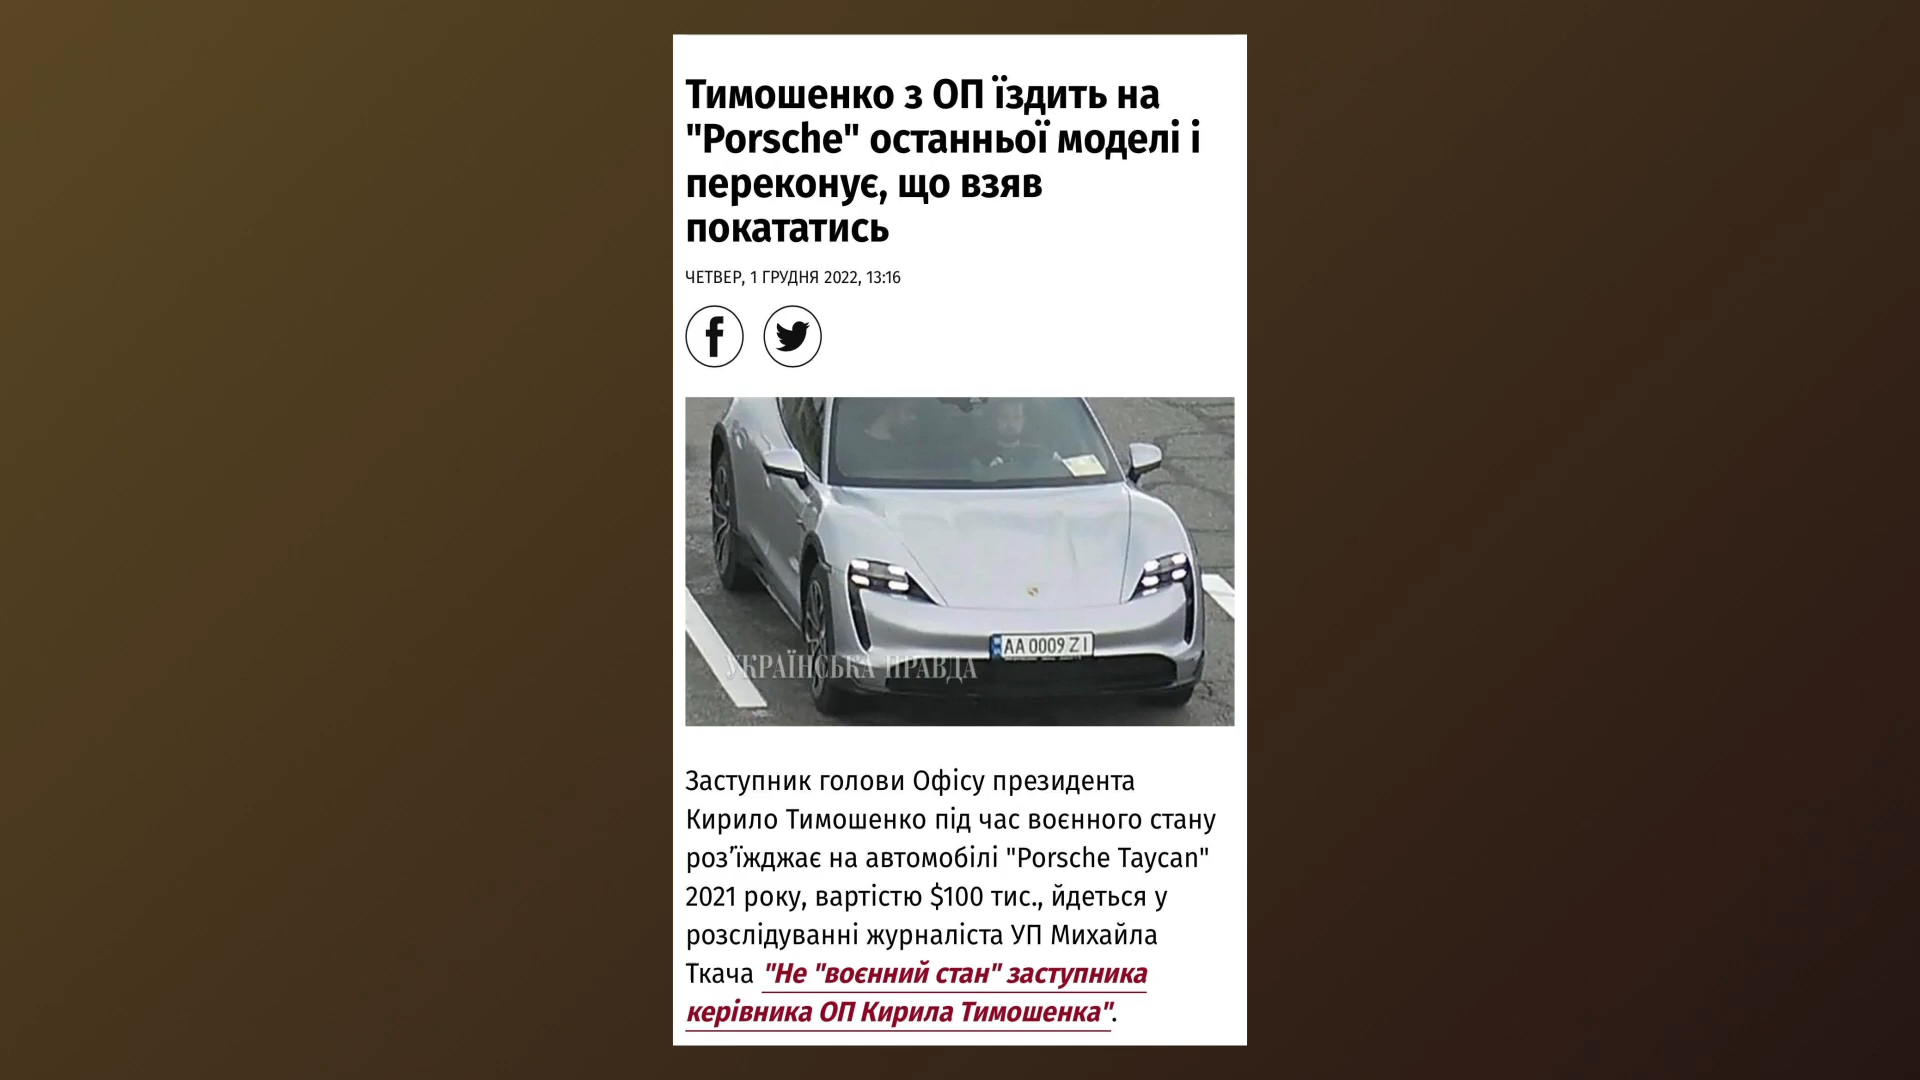 Тимошенко з ОП їздить на
"Porsche" останньої моделі і
переконує, що взяв
покататись
ЧЕТВЕР, 1 ГРУДНЯ 2022, 13:16
AA 0009 ZI
УКРАЇНСЬКА ПРАВДА
Заступник голови Офісу президента
Кирило Тимошенко під час воєнного стану
роз’їжджає на автомобілі "Porsche Taycan"
2021 року, вартістю $100 тис., йдеться у
розслідуванні журналіста УП Михайла
Ткача "Не "воєнний стан" заступника
керівника ОП Кирила Тимошенка".